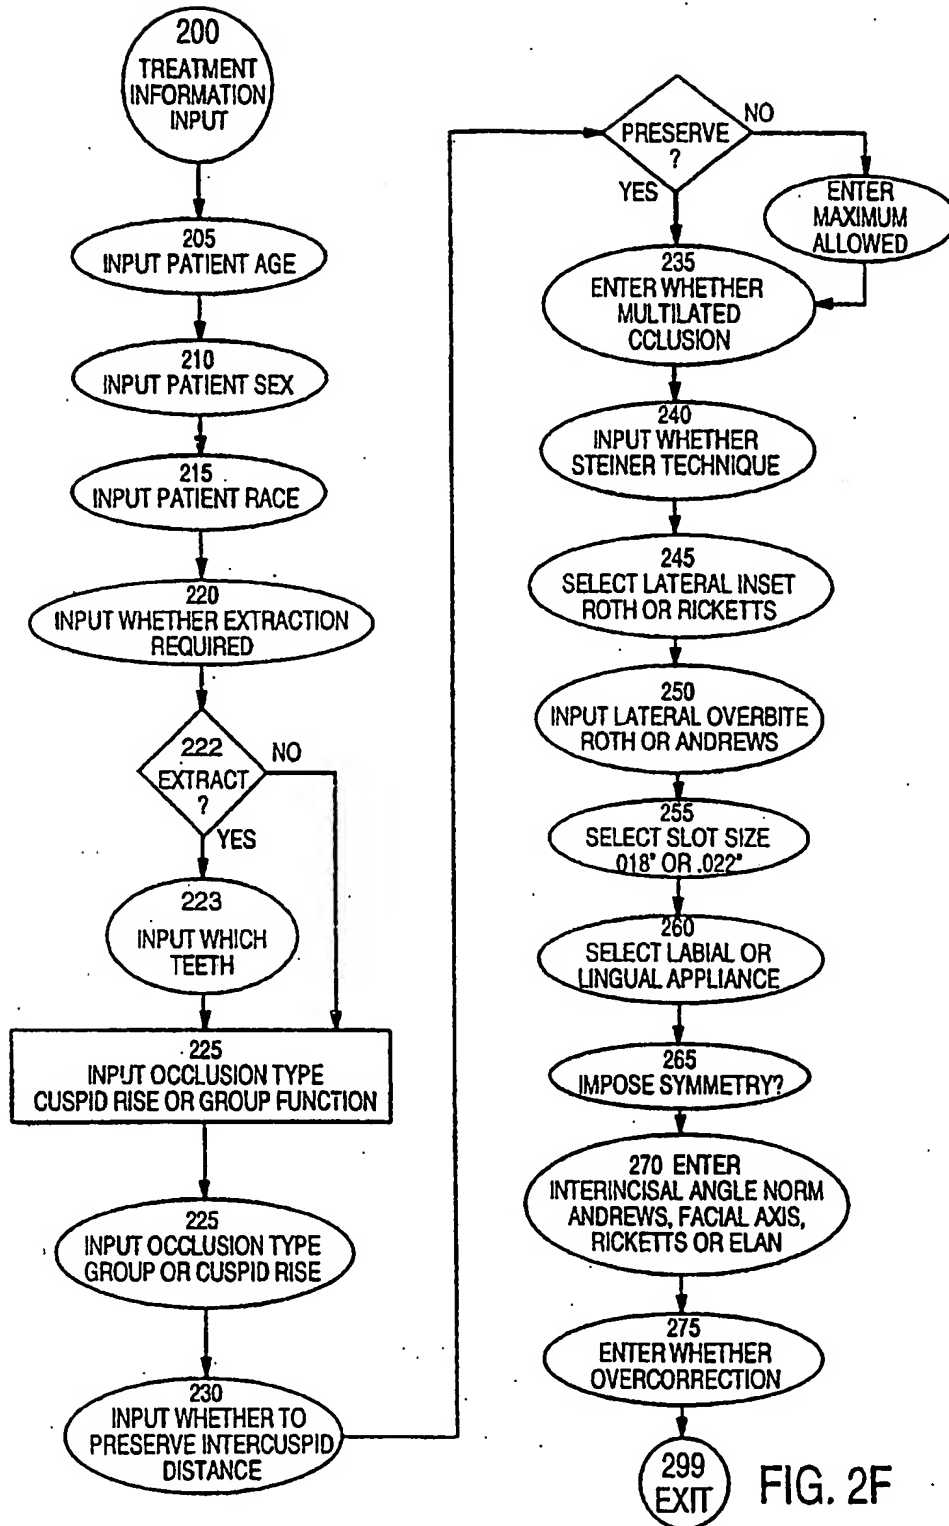 200
TREATMENT
INFORMATION
INPUT
205
INPUT PATIENT AGE
210
INPUT PATIENT SEX
215
INPUT PATIENT RACE
220
INPUT WHETHER EXTRACTION
REQUIRED
222
EXTRACT
?
NO
YES
223
INPUT WHICH
TEETH
225
INPUT OCCLUSION TYPE
CUSPID RISE OR GROUP FUNCTION
225
INPUT OCCLUSION TYPE
GROUP OR CUSPID RISE
230
INPUT WHETHER TO
PRESERVE INTERCUSPID
DISTANCE
PRESERVE
?
NO
YES
ENTER
MAXIMUM
ALLOWED
235
ENTER WHETHER
MULTILATED
CCLUSION
240
INPUT WHETHER
STEINER TECHNIQUE
245
SELECT LATERAL INSET
ROTH OR RICKETTS
250
INPUT LATERAL OVERBITE
ROTH OR ANDREWS
255
SELECT SLOT SIZE
.018" OR .022"
260
SELECT LABIAL OR
LINGUAL APPLIANCE
265
IMPOSE SYMMETRY?
270 ENTER
INTERINCISAL ANGLE NORM
ANDREWS, FACIAL AXIS,
RICKETTS OR ELAN
275
ENTER WHETHER
OVERCORRECTION
299
EXIT
FIG. 2F